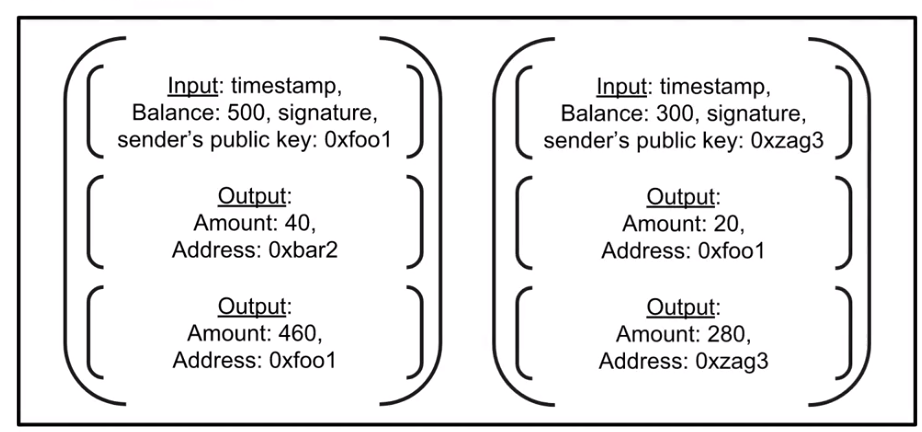 Input: timestamp,
Balance: 500, signature,
sender's public key: 0xfoo1
Output:
Amount: 40,
Address: 0xbar2
Output:
Amount: 460,
Address: 0xfoo1
Input: timestamp,
Balance: 300, signature,
sender's public key: 0xzag3
Output:
Amount: 20,
Address: 0xfoo1
Output:
Amount: 280,
Address: 0xzag3